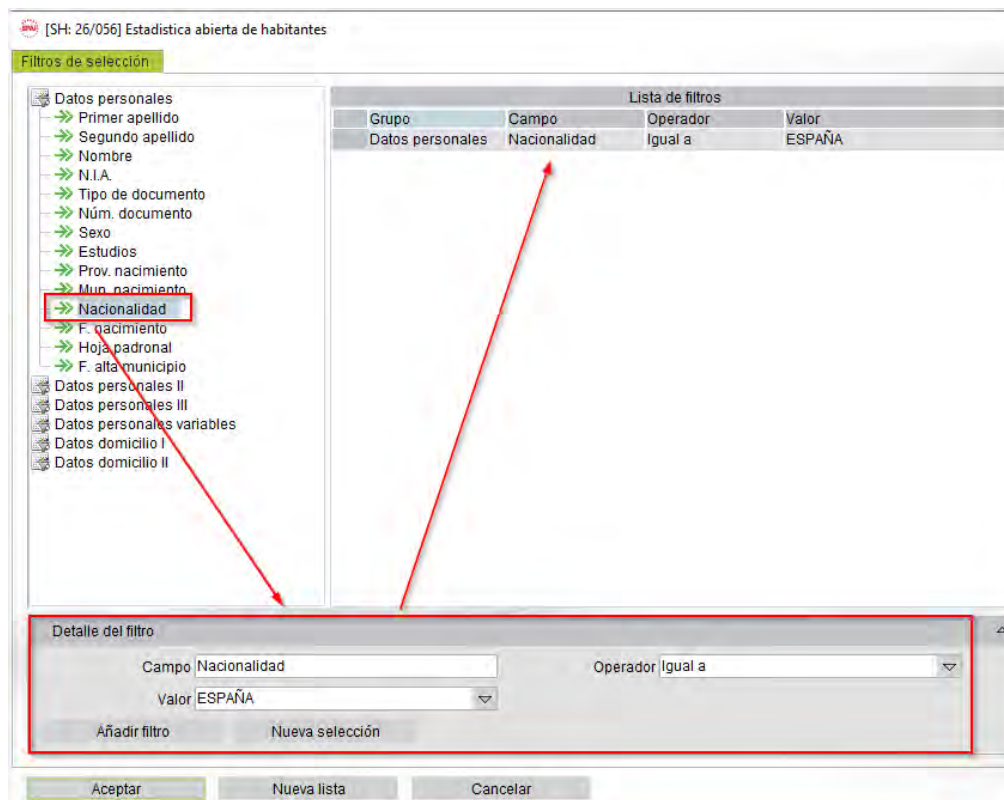 [SH: 26/056] Estadistica abierta de habitantes
Filtros de selección
Datos personales
Primer apellido
Segundo apellido
Nombre
N.I.A.
Tipo de documento
Núm. documento
Sexo
Estudios
Prov. nacimiento
Mun. nacimiento
Nacionalidad
F. nacimiento
Hoja padronal
F. alta municipio
Datos personales II
Datos personales III
Datos personales variables
Datos domicilio I
Datos domicilio II
Lista de filtros
Grupo Campo Operador Valor
Datos personales Nacionalidad Igual a ESPAÑA
Detalle del filtro
Campo Nacionalidad Operador Igual a
Valor ESPAÑA
Añadir filtro Nueva selección
Aceptar Nueva lista Cancelar